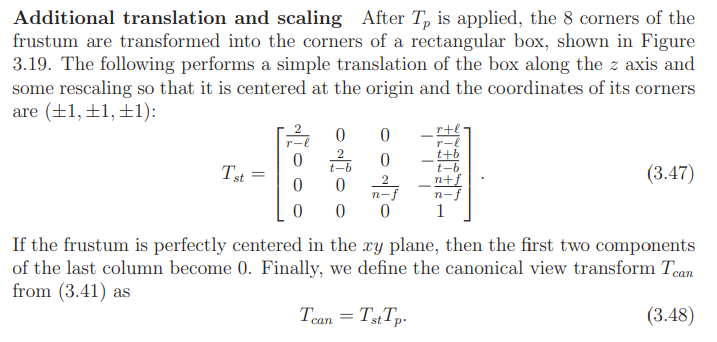 Additional translation and scaling After Tp is applied, the 8 corners of the
frustum are transformed into the corners of a rectangular box, shown in Figure
3.19. The following performs a simple translation of the box along the z axis and
some rescaling so that it is centered at the origin and the coordinates of its corners
are (±1, ±1, ±1):
T_{st} = \begin{bmatrix} \frac{2}{r-\ell} & 0 & 0 & -\frac{r+\ell}{r-\ell} \\ 0 & \frac{2}{t-b} & 0 & -\frac{t+b}{t-b} \\ 0 & 0 & \frac{2}{n-f} & -\frac{n+f}{n-f} \\ 0 & 0 & 0 & 1 \end{bmatrix}. (3.47)
If the frustum is perfectly centered in the xy plane, then the first two components
of the last column become 0. Finally, we define the canonical view transform T_{can}
from (3.41) as
T_{can} = T_{st}T_p. (3.48)